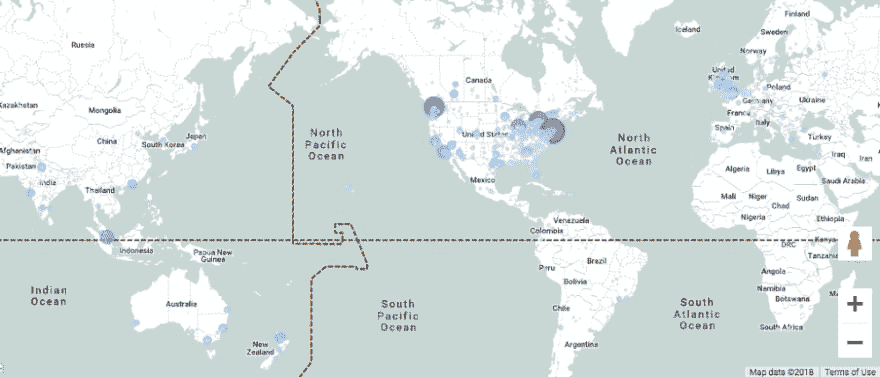 Iceland
Finland
Sweden
Norway
Russia
United
Kingdom
Canada
Poland
Kazakhstan
Germany
Ukraine
Mongolia
France
Italy
North
Pacific
Ocean
United States
North
Atlantic
Ocean
Spain
Turkey
Japan
China
South Korea
Afghanistan
Iraq
Iran
Pakistan
Algeria
Libya
Egypt
India
Mexico
Saudi Arabia
Thailand
Mali
Niger
Sudan
Chad
Nigeria
Ethiopia
Venezuela
Colombia
DRC
Kenya
Indonesia
Papua New
Guinea
Tanzania
Peru
Brazil
Angola
Bolivia
Namibia
Botswana
Indian
Ocean
Australia
South
Pacific
Ocean
Chile
South
Atlantic
Ocean
South Africa
New
Zealand
Argentina
Map data ©2018
Terms of Use